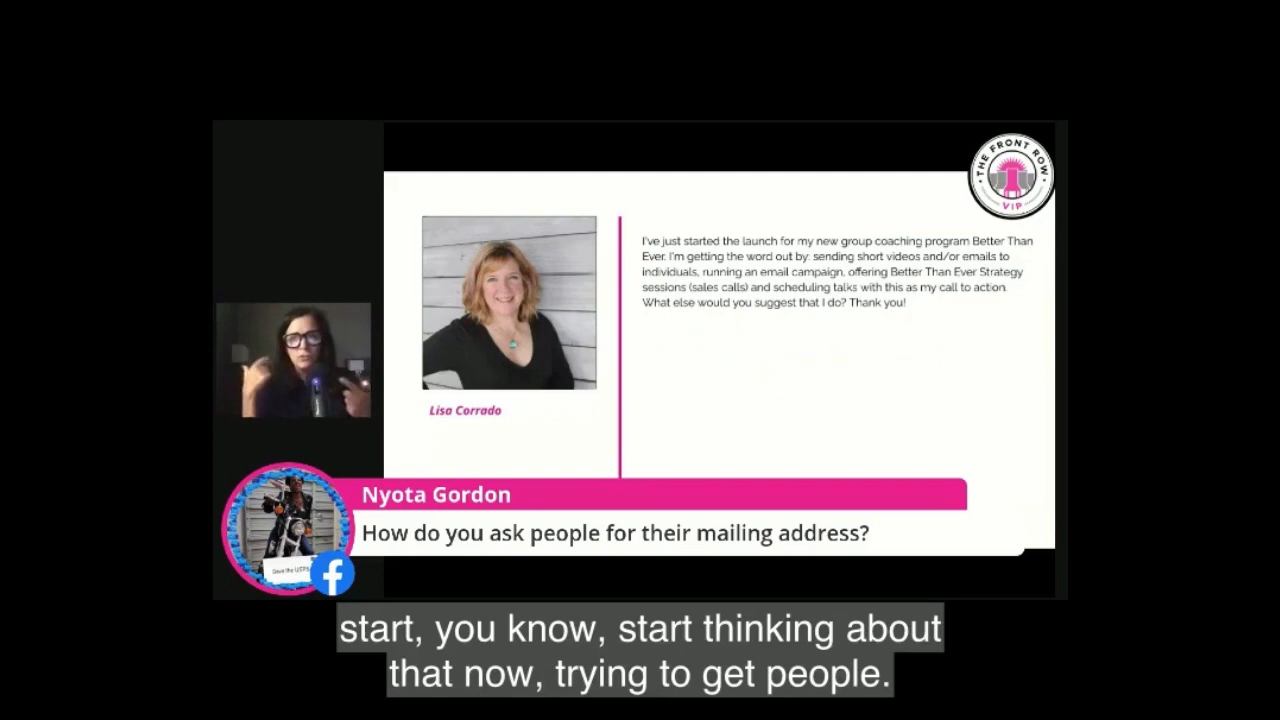 THE FRONT ROW
VIP
I've just started the launch for my new group coaching program Better Than
Ever. I'm getting the word out by: sending short videos and/or emails to
individuals, running an email campaign, offering Better Than Ever Strategy
sessions (sales calls) and scheduling talks with this as my call to action.
What else would you suggest that I do? Thank you!
Lisa Corrado
Nyota Gordon
How do you ask people for their mailing address?
Save the USPS
start, you know, start thinking about
that now, trying to get people.